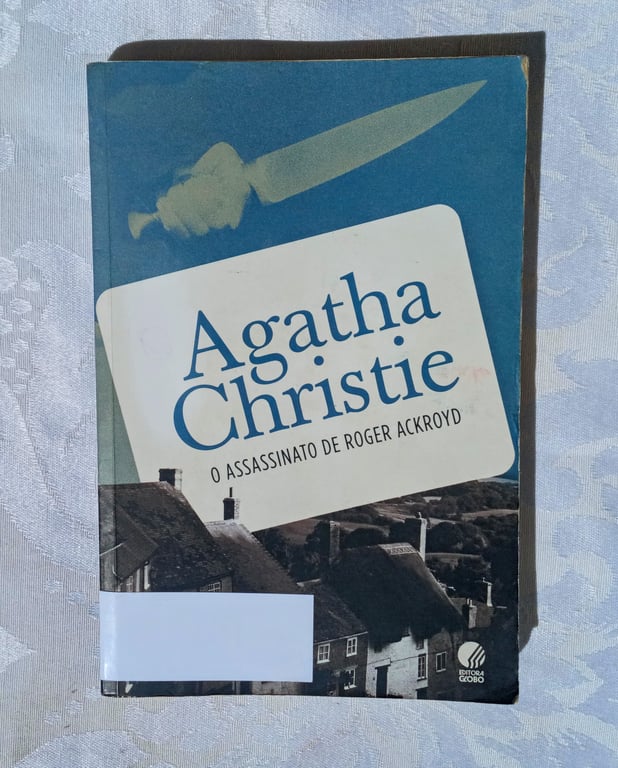 Agatha
Christie
O ASSASSINATO DE ROGER ACKROYD
EDITORA
GLOBO